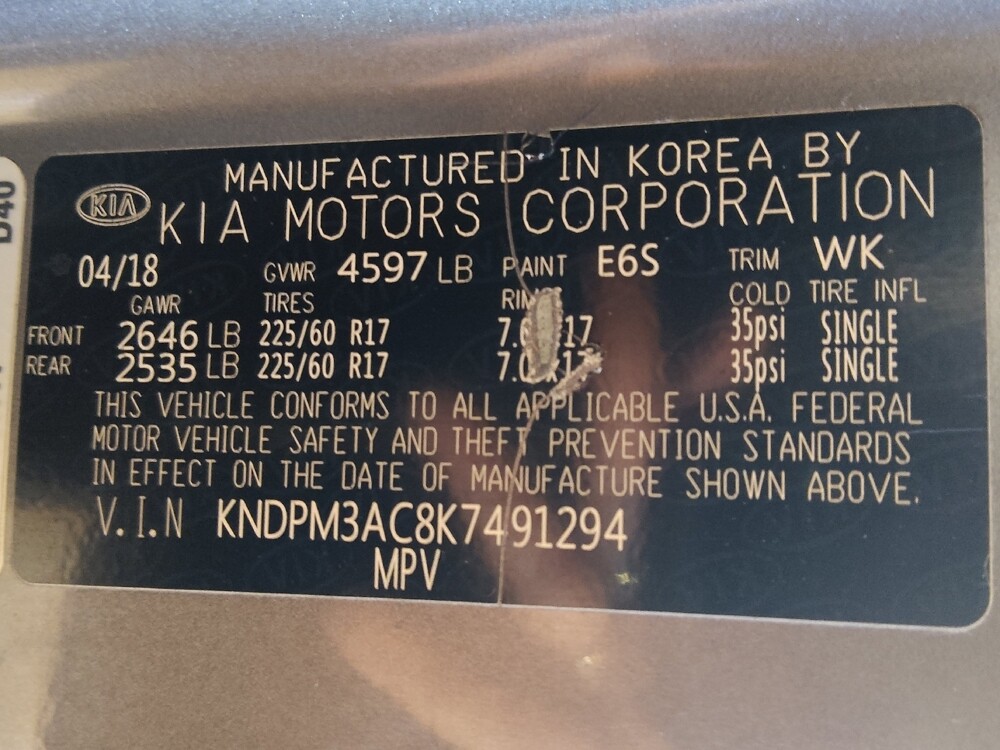 MANUFACTURED IN KOREA BY
KIA KIA MOTORS CORPORATION
04/18 GVWR 4597 LB PAINT E6S TRIM WK
GAWR TIRES COLD TIRE INFL
FRONT 2646 LB 225/60 R17 35psi SINGLE
REAR 2535 LB 225/60 R17 35psi SINGLE
THIS VEHICLE CONFORMS TO ALL APPLICABLE U.S.A. FEDERAL
MOTOR VEHICLE SAFETY AND THEFT PREVENTION STANDARDS
IN EFFECT ON THE DATE OF MANUFACTURE SHOWN ABOVE.
V.I.N KNDPM3AC8K7491294
MPV